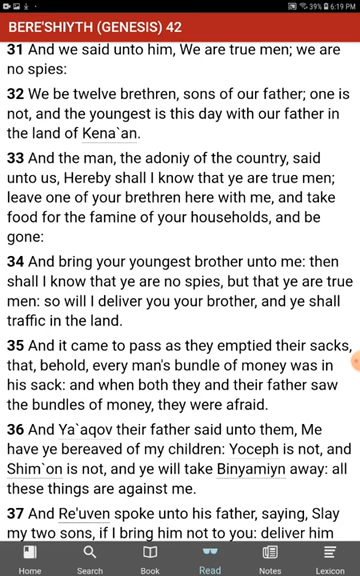 39% 6:19 PM
BERE'SHIYTH (GENESIS) 42
31 And we said unto him, We are true men; we are
no spies:
32 We be twelve brethren, sons of our father; one is
not, and the youngest is this day with our father in
the land of Kena`an.
33 And the man, the adoniy of the country, said
unto us, Hereby shall I know that ye are true men;
leave one of your brethren here with me, and take
food for the famine of your households, and be
gone:
34 And bring your youngest brother unto me: then
shall I know that ye are no spies, but that ye are true
men: so will I deliver you your brother, and ye shall
traffic in the land.
35 And it came to pass as they emptied their sacks,
that, behold, every man's bundle of money was in
his sack: and when both they and their father saw
the bundles of money, they were afraid.
36 And Ya`aqov their father said unto them, Me
have ye bereaved of my children: Yoceph is not, and
Shim`on is not, and ye will take Binyamiyn away: all
these things are against me.
37 And Re'uven spoke unto his father, saying, Slay
my two sons, if I bring him not to you: deliver him
Home Search Book Read Notes Lexicon